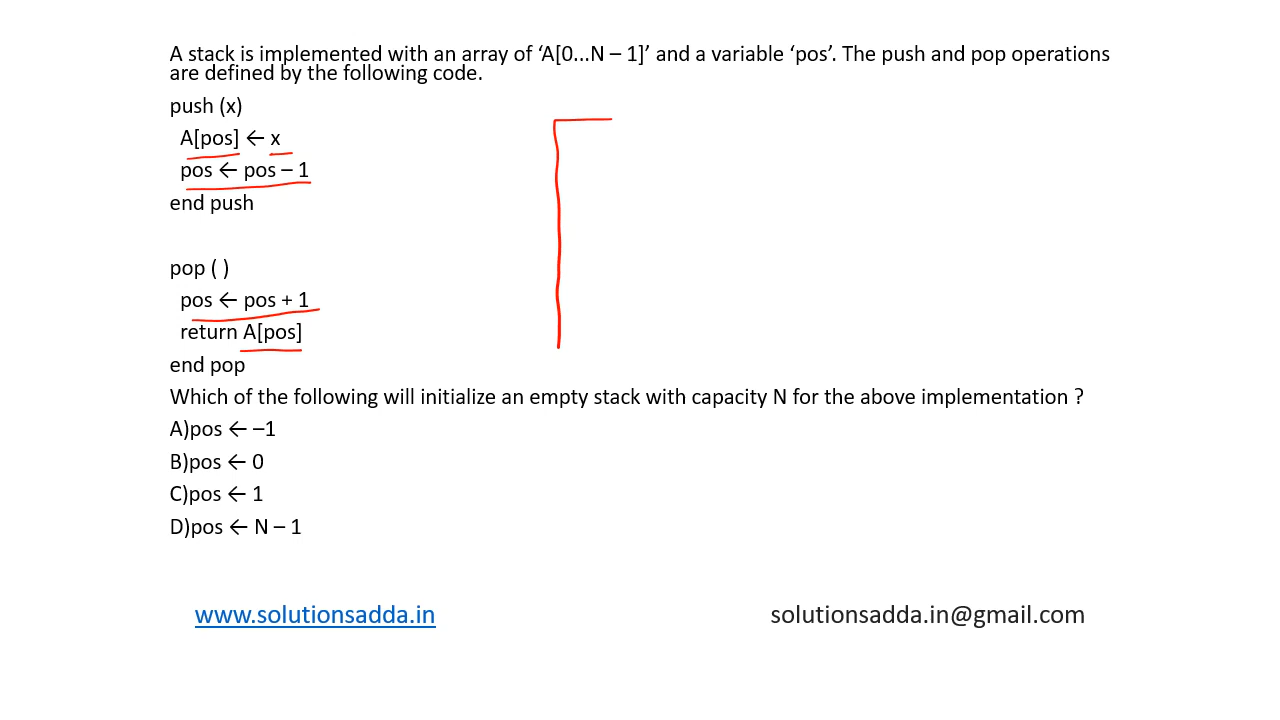 A stack is implemented with an array of ‘A[0...N – 1]’ and a variable ‘pos’. The push and pop operations
are defined by the following code.
push (x)
A[pos] ← x
pos ← pos – 1
end push
pop ( )
pos ← pos + 1
return A[pos]
end pop
Which of the following will initialize an empty stack with capacity N for the above implementation ?
A)pos ← –1
B)pos ← 0
C)pos ← 1
D)pos ← N – 1
www.solutionsadda.in
solutionsadda.in@gmail.com